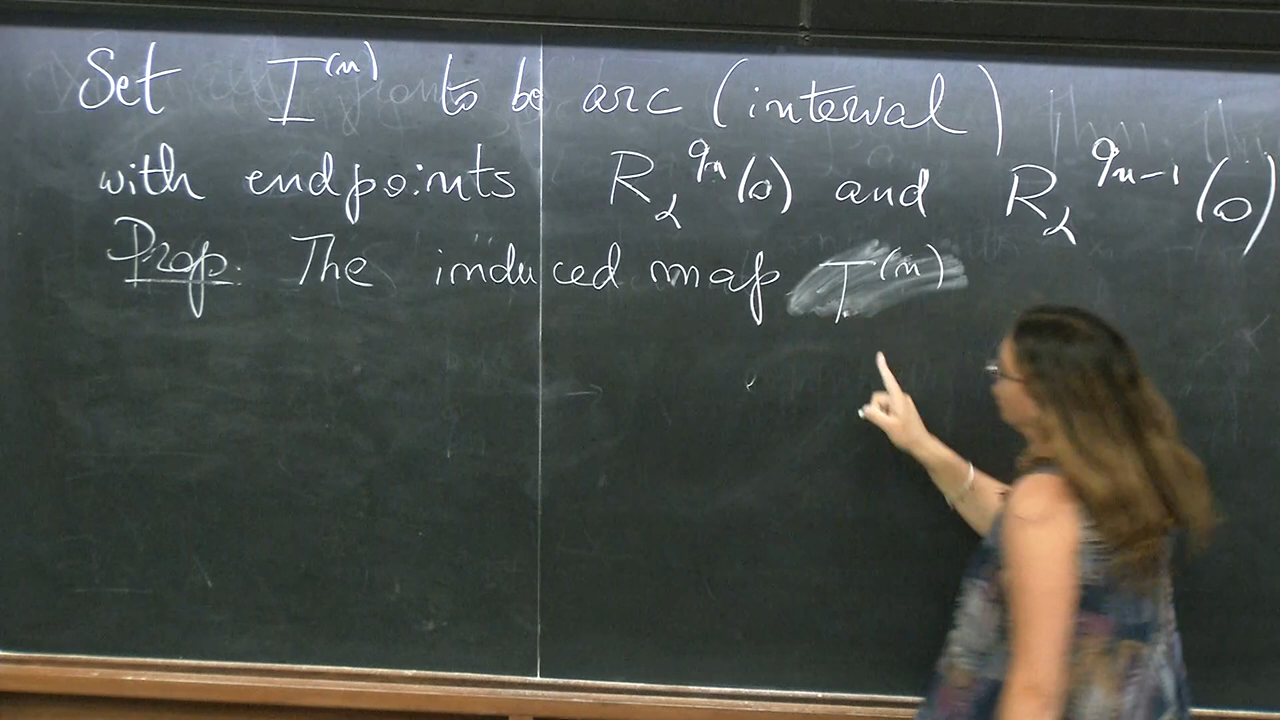 Set I^(n) to be arc (interval)
with endpoints R_α^{q_n}(0) and R_α^{q_{n-1}}(0)
Prop. The induced map T^(n)